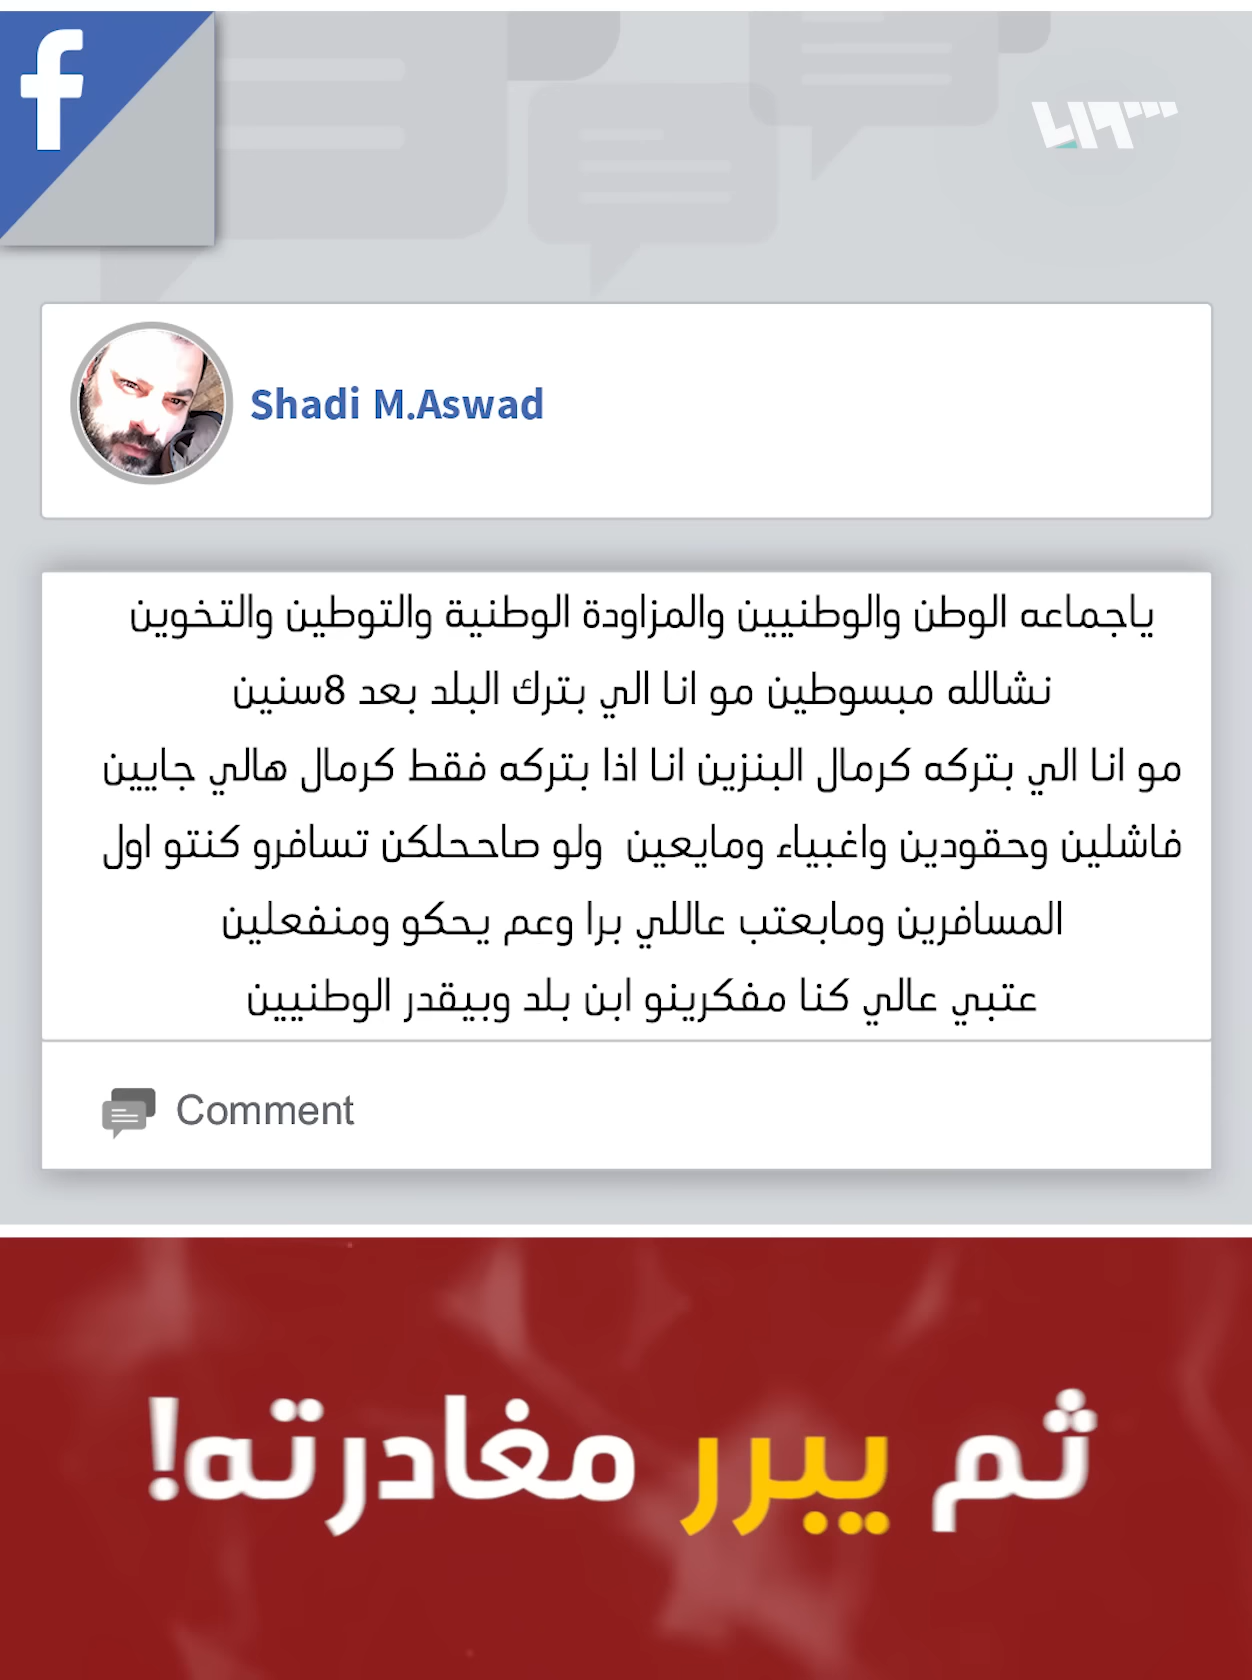 f
Shadi M.Aswad
ياجماعه الوطن والوطنيين والمزاودة الوطنية والتوطين والتخوين
نشالله مبسوطين مو انا الي بترك البلد بعد 8سنين
مو انا الي بتركه كرمال البنزين انا اذا بتركه فقط كرمال هالي جايين
فاشلين وحقودين واغبياء ومايعين ولو صاححلكن تسافرو كنتو اول
المسافرين ومابعتب عاللي برا وعم يحكو ومنفعلين
عتبي عالي كنا مفكرينو ابن بلد وبيقدر الوطنيين
Comment
ثم يبرر مغادرته!